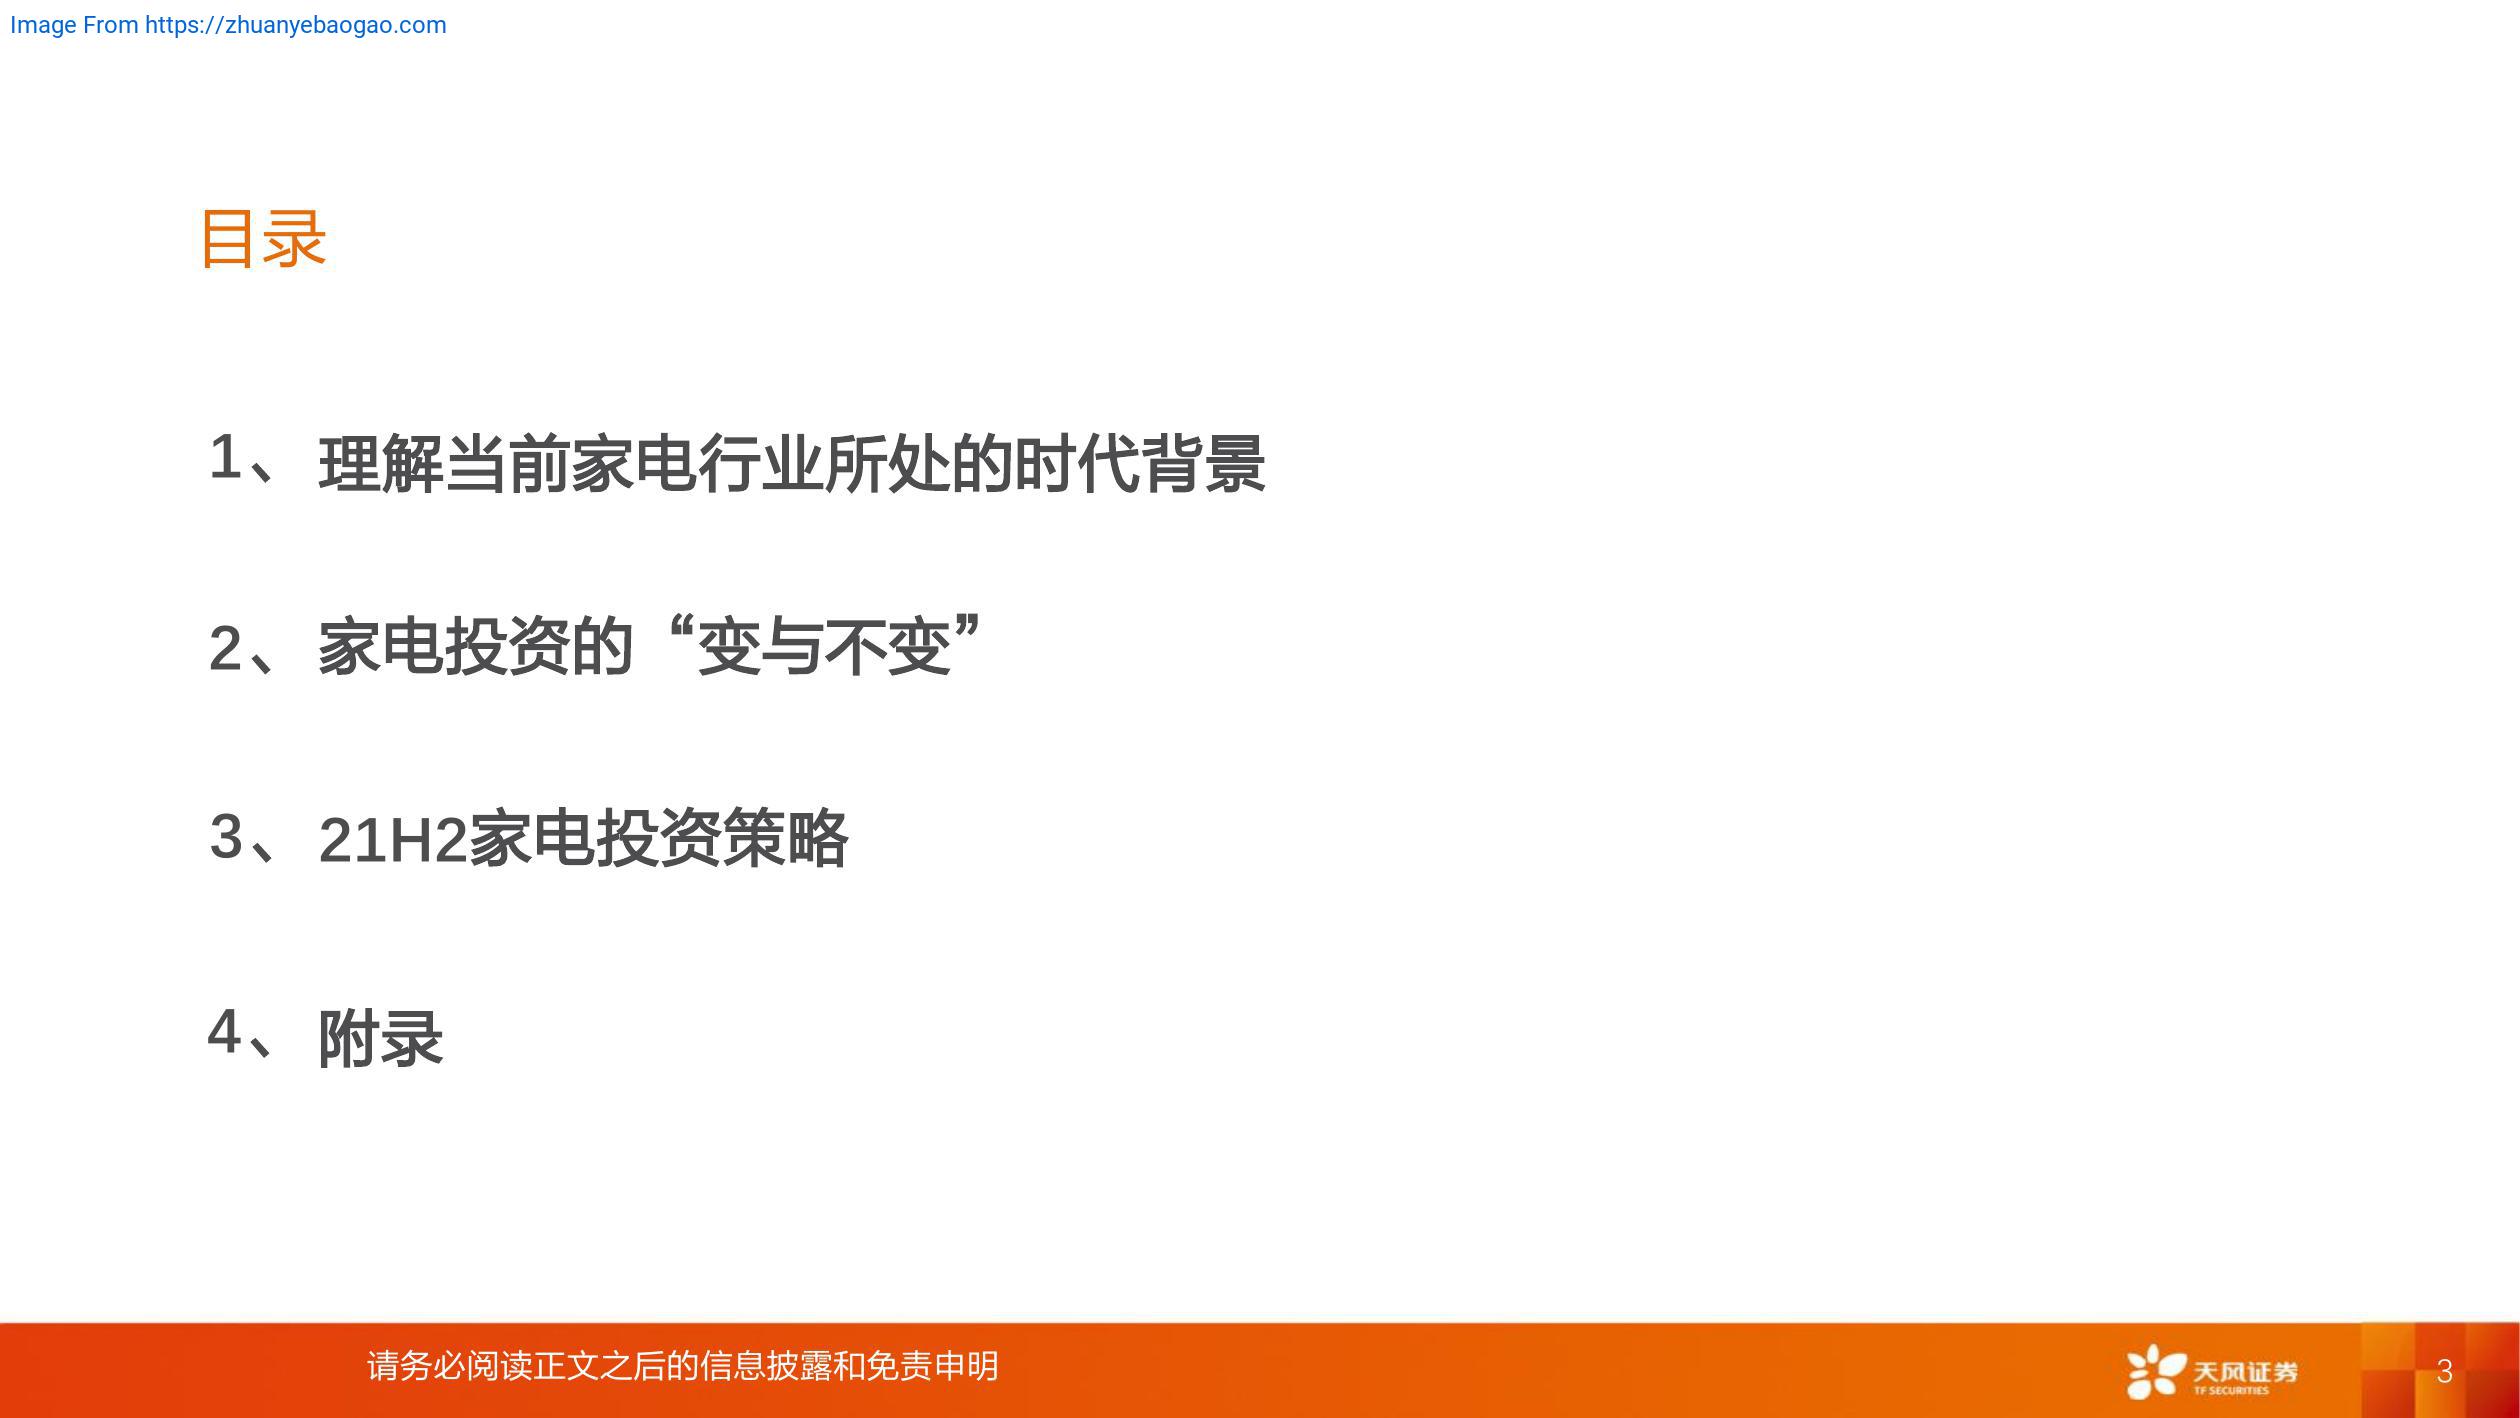 Image From https://zhuanyebaogao.com
目录
1、 理解当前家电行业所处的时代背景
2、 家电投资的“变与不变”
3、 21H2家电投资策略
4、 附录
请务必阅读正文之后的信息披露和免责申明
天风证券
TF SECURITIES
3